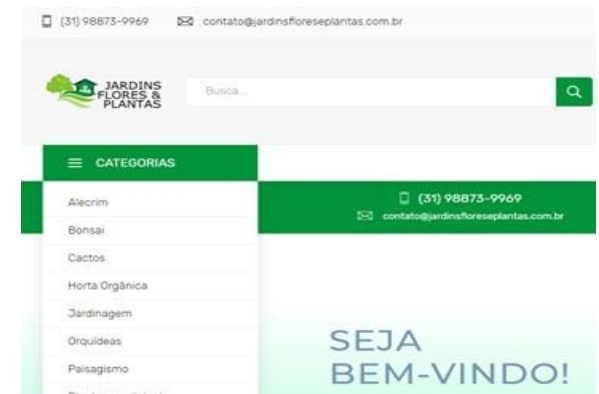 (31) 98873-9969 contato@jardinsfloreseplantas.com.br
JARDINS
FLORES &
PLANTAS
Busca...
CATEGORIAS
Alecrim
Bonsai
Cactos
Horta Orgânica
Jardinagem
Orquídeas
Paisagismo
(31) 98873-9969
contato@jardinsfloreseplantas.com.br
SEJA
BEM-VINDO!